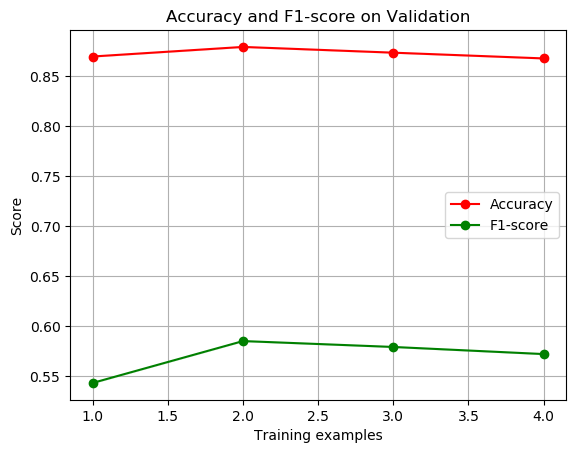 Accuracy and F1-score on Validation
Score
0.85
0.80
0.75
0.70
0.65
0.60
0.55
Accuracy
F1-score
1.0 1.5 2.0 2.5 3.0 3.5 4.0
Training examples